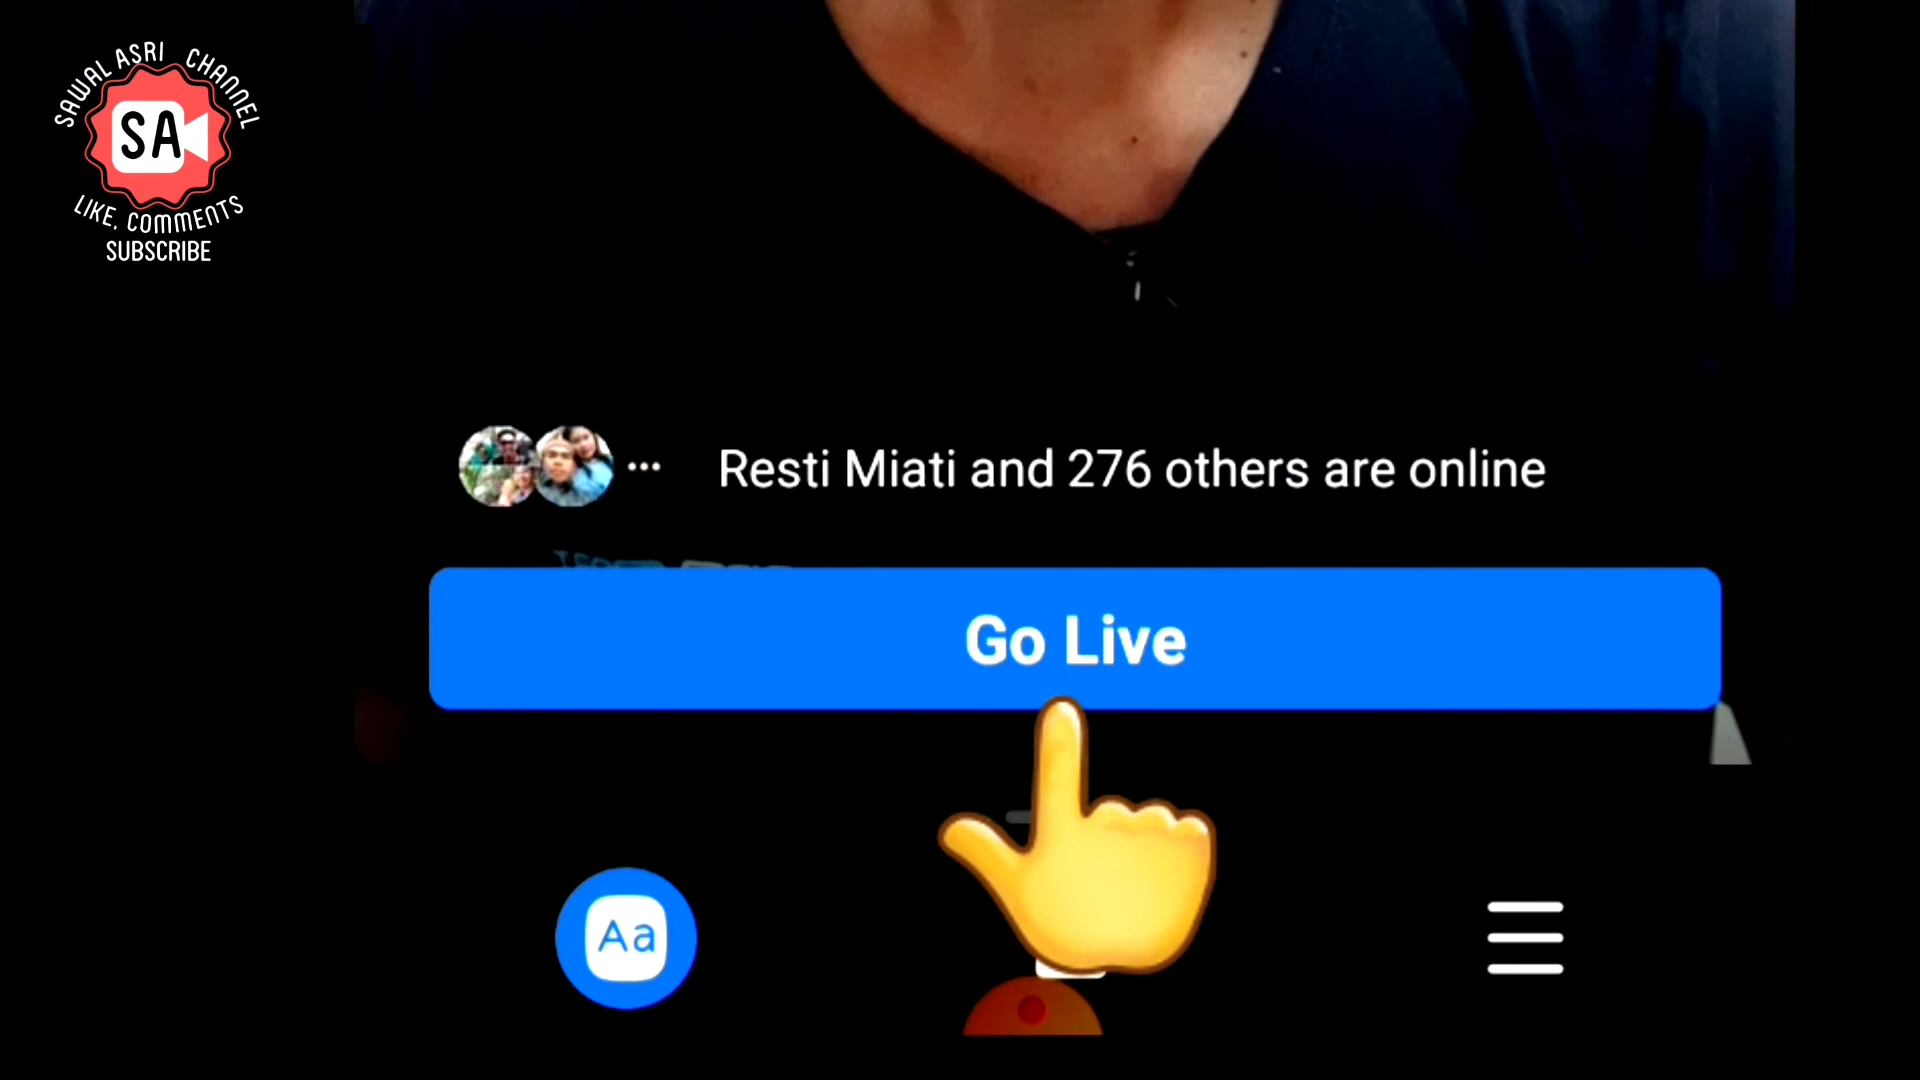 SAWAL ASRI CHANNEL
SA
LIKE, COMMENTS
SUBSCRIBE
Resti Miati and 276 others are online
Go Live
Aa